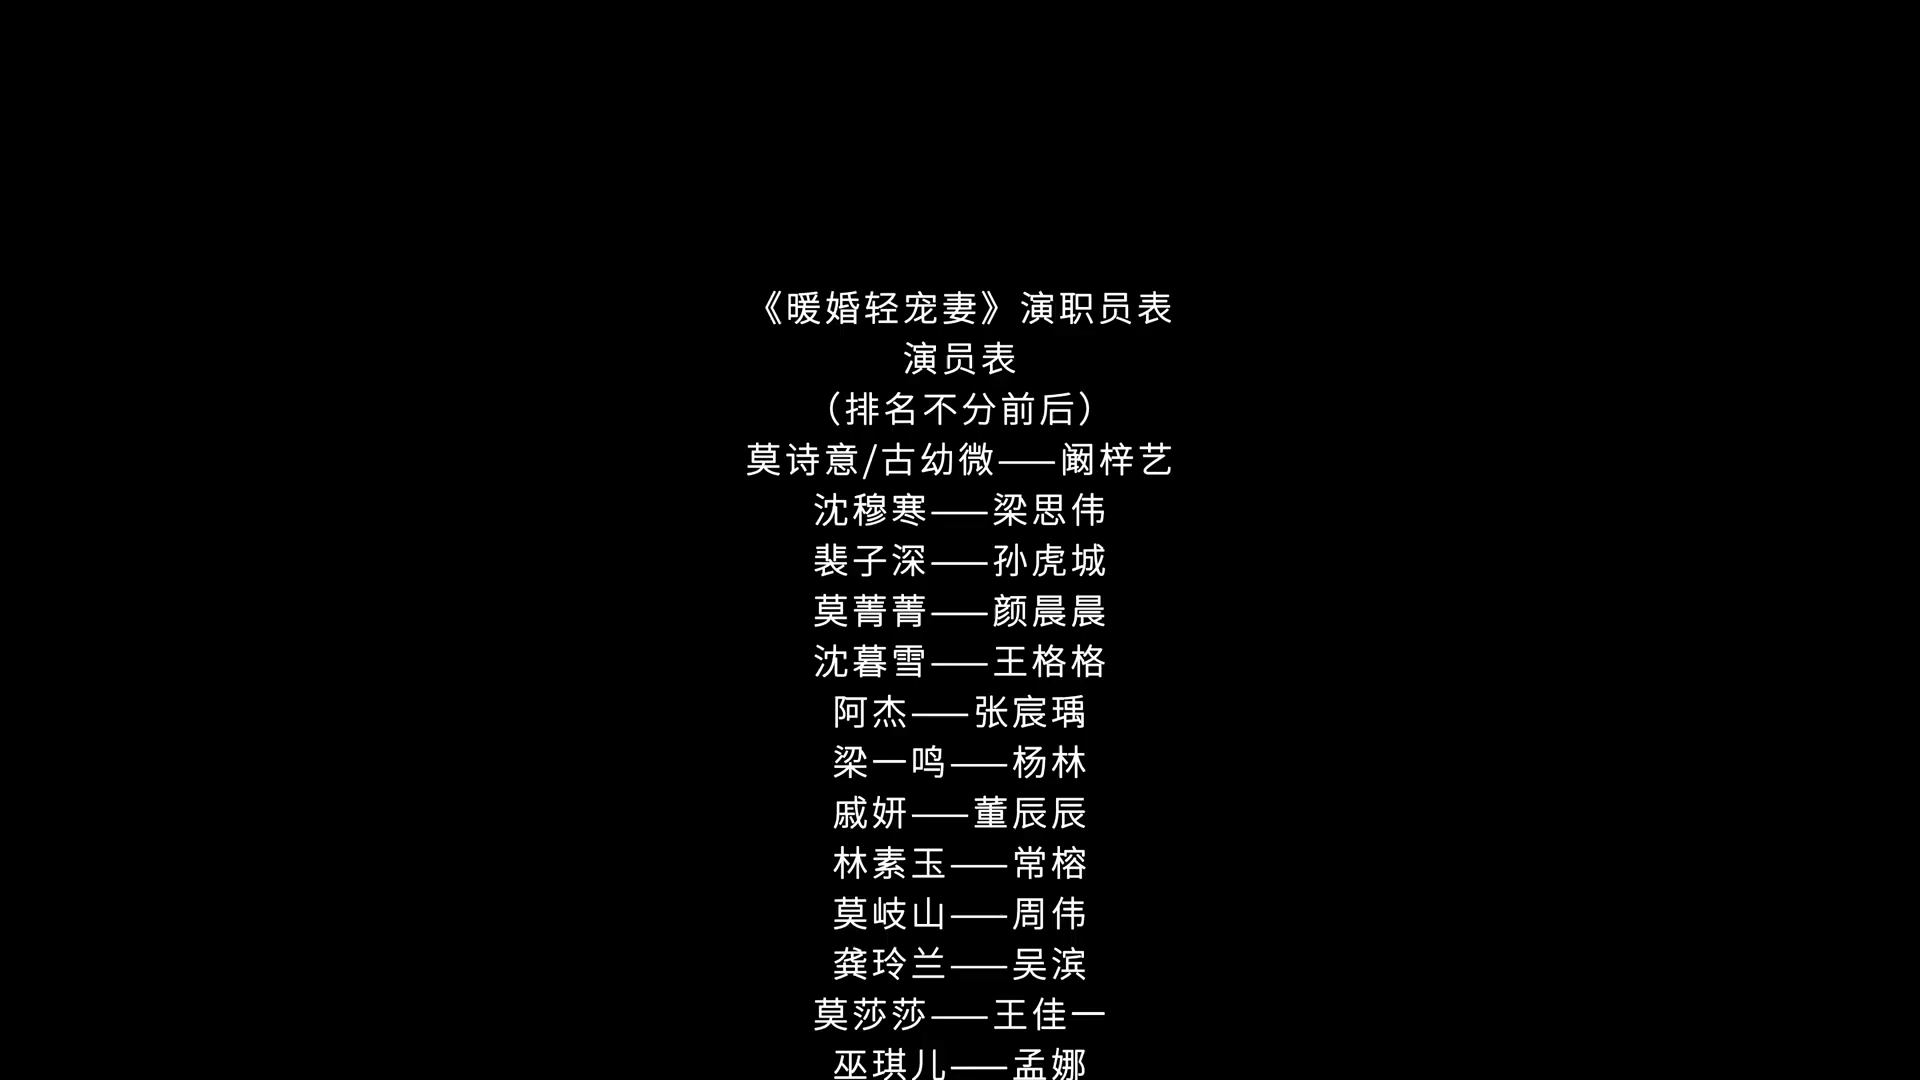 《暖婚轻宠妻》演职员表
演员表
（排名不分前后）
莫诗意/古幼微——阚梓艺
沈穆寒——梁思伟
裴子深——孙虎城
莫菁菁——颜晨晨
沈暮雪——王格格
阿杰——张宸瑀
梁一鸣——杨林
戚妍——董辰辰
林素玉——常榕
莫岐山——周伟
龚玲兰——吴滨
莫莎莎——王佳一
巫琪儿——孟娜